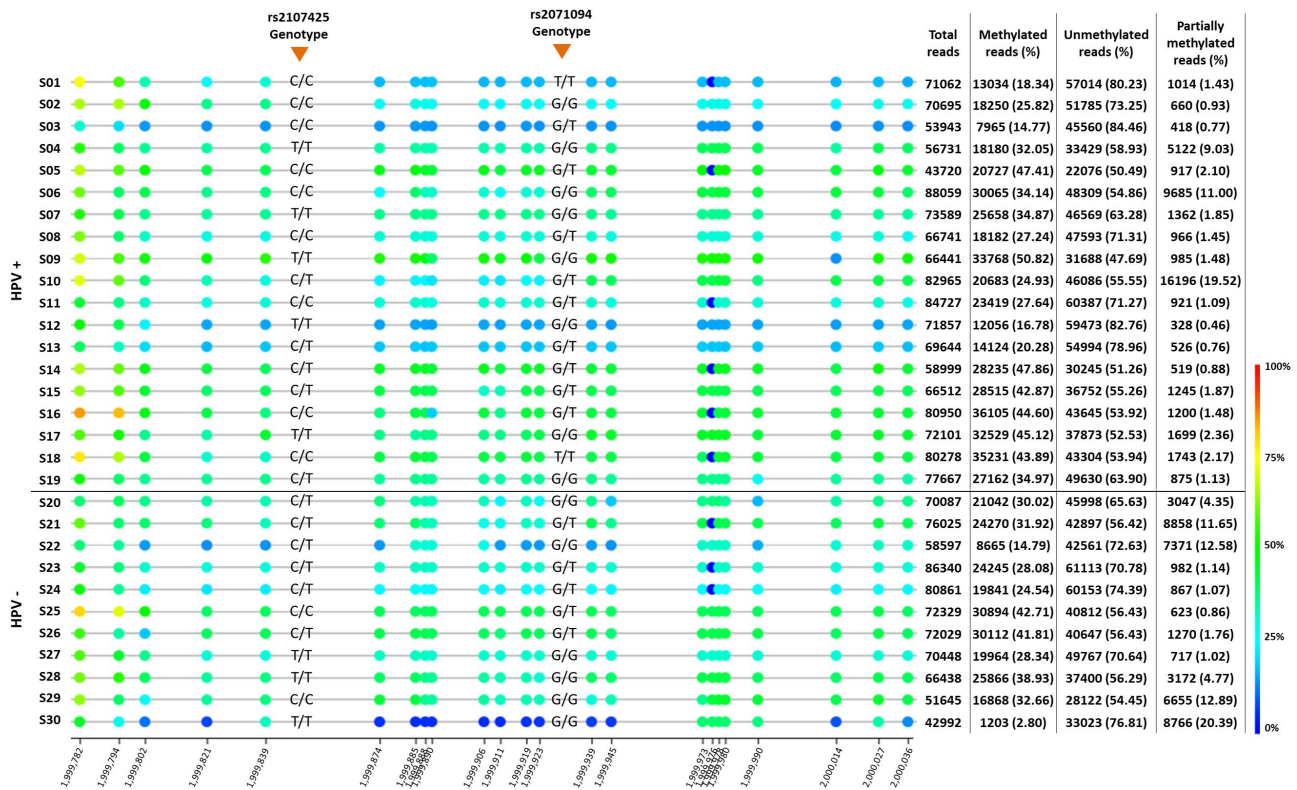 rs2107425 Genotype
rs2071094 Genotype
Total reads
Methylated reads (%)
Unmethylated reads (%)
Partially methylated reads (%)
HPV +
S01 C/C T/T 71062 13034 (18.34) 57014 (80.23) 1014 (1.43)
S02 C/C G/G 70695 18250 (25.82) 51785 (73.25) 660 (0.93)
S03 C/C G/T 53943 7965 (14.77) 45560 (84.46) 418 (0.77)
S04 T/T G/G 56731 18180 (32.05) 33429 (58.93) 5122 (9.03)
S05 C/C G/T 43720 20727 (47.41) 22076 (50.49) 917 (2.10)
S06 C/C G/G 88059 30065 (34.14) 48309 (54.86) 9685 (11.00)
S07 T/T G/G 73589 25658 (34.87) 46569 (63.28) 1362 (1.85)
S08 C/C G/T 66741 18182 (27.24) 47593 (71.31) 966 (1.45)
S09 T/T G/G 66441 33768 (50.82) 31688 (47.69) 985 (1.48)
S10 C/T G/T 82965 20683 (24.93) 46086 (55.55) 16196 (19.52)
S11 C/C G/T 84727 23419 (27.64) 60387 (71.27) 921 (1.09)
S12 T/T G/G 71857 12056 (16.78) 59473 (82.76) 328 (0.46)
S13 C/T G/T 69644 14124 (20.28) 54994 (78.96) 526 (0.76)
S14 C/T G/T 58999 28235 (47.86) 30245 (51.26) 519 (0.88)
S15 C/T G/T 66512 28515 (42.87) 36752 (55.26) 1245 (1.87)
S16 C/C G/T 80950 36105 (44.60) 43645 (53.92) 1200 (1.48)
S17 T/T G/G 72101 32529 (45.12) 37873 (52.53) 1699 (2.36)
S18 C/C T/T 80278 35231 (43.89) 43304 (53.94) 1743 (2.17)
S19 C/T G/G 77667 27162 (34.97) 49630 (63.90) 875 (1.13)
HPV -
S20 C/T G/G 70087 21042 (30.02) 45998 (65.63) 3047 (4.35)
S21 C/T G/T 76025 24270 (31.92) 42897 (56.42) 8858 (11.65)
S22 C/T G/G 58597 8665 (14.79) 42561 (72.63) 7371 (12.58)
S23 C/T G/T 86340 24245 (28.08) 61113 (70.78) 982 (1.14)
S24 C/T G/T 80861 19841 (24.54) 60153 (74.39) 867 (1.07)
S25 C/C G/T 72329 30894 (42.71) 40812 (56.43) 623 (0.86)
S26 C/T G/T 72029 30112 (41.81) 40647 (56.43) 1270 (1.76)
S27 T/T G/G 70448 19964 (28.34) 49767 (70.64) 717 (1.02)
S28 T/T G/G 66438 25866 (38.93) 37400 (56.29) 3172 (4.77)
S29 C/C G/G 51645 16868 (32.66) 28122 (54.45) 6655 (12.89)
S30 T/T G/G 42992 1203 (2.80) 33023 (76.81) 8766 (20.39)
1,999,782 1,999,794 1,999,802 1,999,821 1,999,839 1,999,874 1,999,885 1,999,890 1,999,906 1,999,911 1,999,919 1,999,923 1,999,939 1,999,945 1,999,973 1,999,980 1,999,990 2,000,014 2,000,027 2,000,036
100%
75%
50%
25%
0%